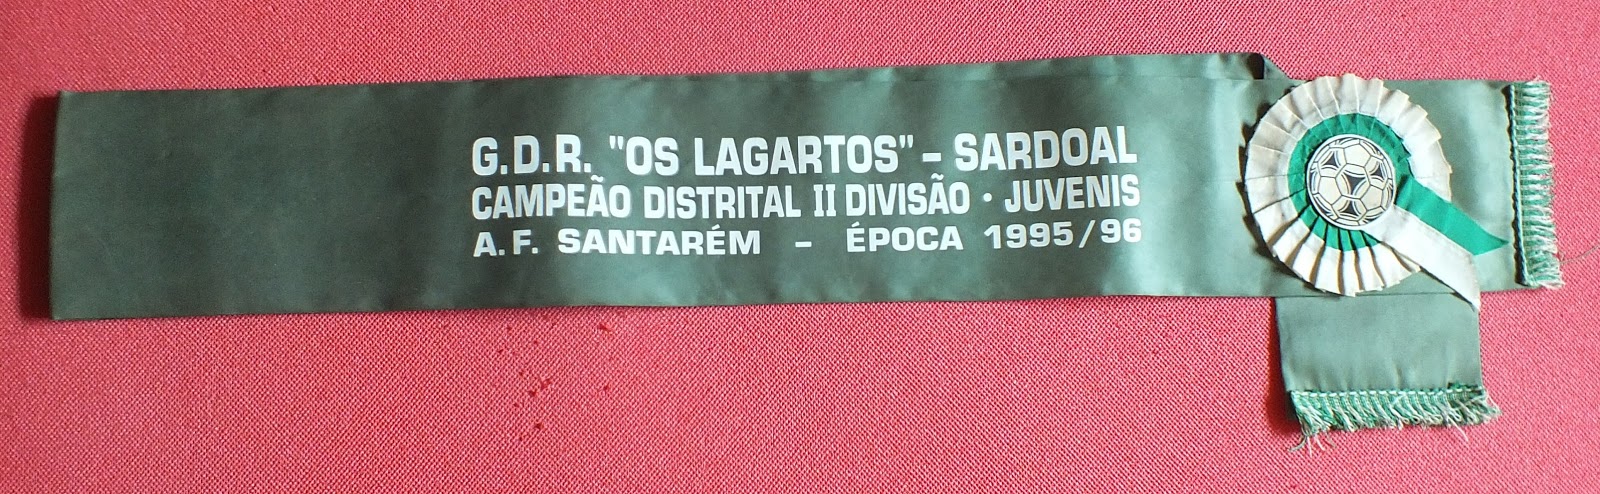 G.D.R. "OS LAGARTOS" - SARDOAL
CAMPEÃO DISTRITAL II DIVISÃO · JUVENIS
A.F. SANTARÉM - ÉPOCA 1995/96